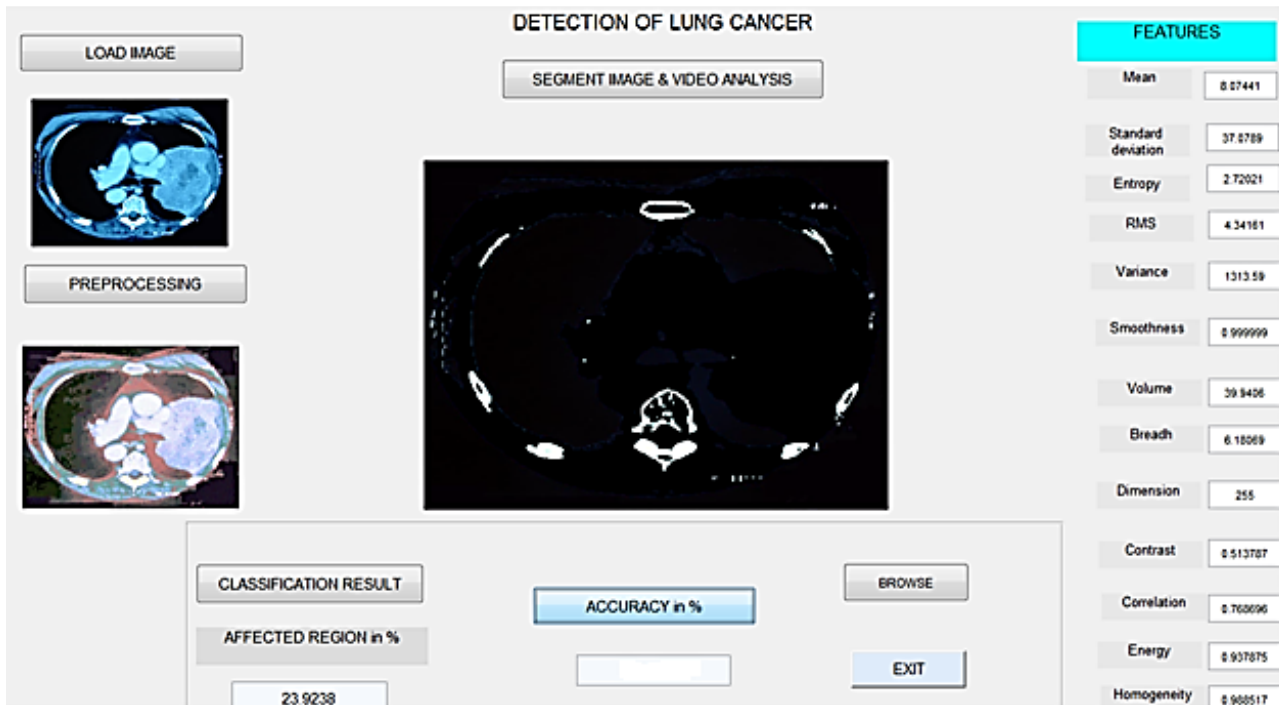 DETECTION OF LUNG CANCER
LOAD IMAGE
SEGMENT IMAGE & VIDEO ANALYSIS
PREPROCESSING
CLASSIFICATION RESULT
AFFECTED REGION in %
23.9238
ACCURACY in %
BROWSE
EXIT
FEATURES
Mean
8.07441
Standard
deviation
37.0789
Entropy
2.72021
RMS
4.34161
Variance
1313.59
Smoothness
0.999999
Volume
39.9406
Breadh
6.18069
Dimension
255
Contrast
0.513787
Correlation
0.768696
Energy
0.937875
Homogeneity
0.988517